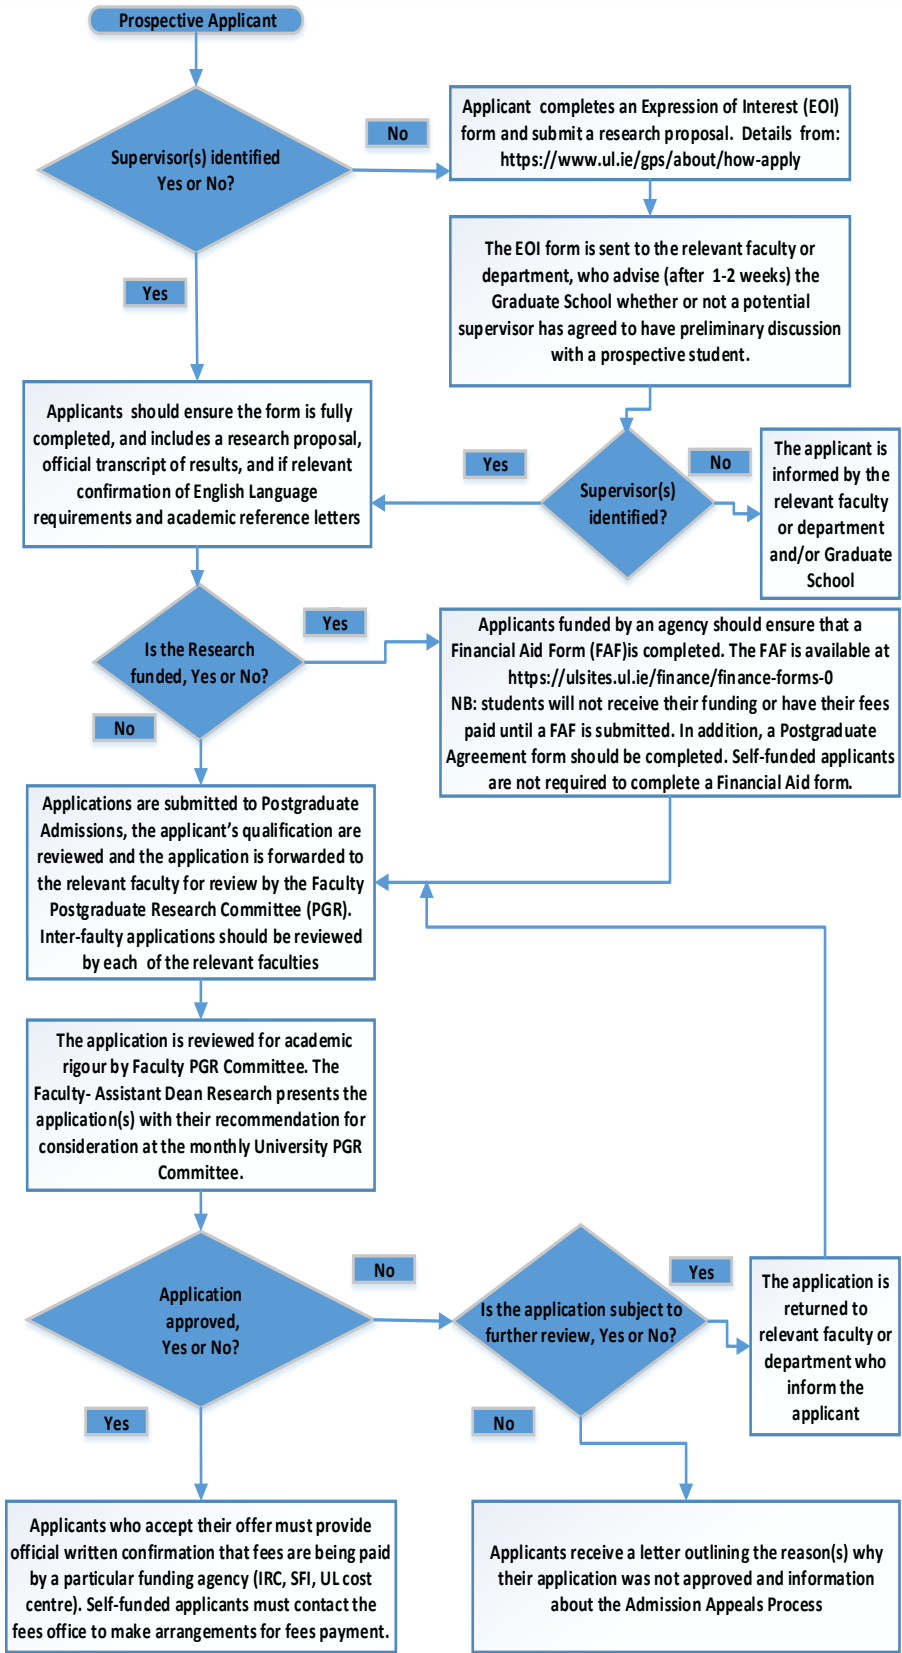 Prospective Applicant
Supervisor(s) identified
Yes or No?
No
Applicant  completes an Expression of Interest (EOI)
form and submit a research proposal.  Details  from:
https://www.ul.ie/gps/about/how-apply
The EOI form is sent to the relevant faculty or
department, who advise (after  1-2 weeks) the
Graduate School whether or not a potential
supervisor has agreed to have preliminary discussion
with a prospective student.
Yes
Applicants  should ensure the form is fully
completed, and includes a research proposal,
official transcript of results, and if relevant
confirmation of English Language
requirements and academic reference letters
Yes
Supervisor(s)
identified?
No
The applicant is
informed by the
relevant faculty
or department
and/or Graduate
School
Is the Research
funded, Yes or No?
Yes
Applicants funded by an agency should ensure that a
Financial Aid Form (FAF)is completed. The FAF is available at
https://ulsites.ul.ie/finance/finance-forms-0
NB: students will not receive their funding or have their fees
paid until a FAF is submitted. In addition, a Postgraduate
Agreement form should be completed. Self-funded applicants
are not required to complete a Financial Aid form.
No
Applications are submitted to Postgraduate
Admissions, the applicant's qualification are
reviewed and the application is forwarded to
the relevant faculty for review by the Faculty
Postgraduate Research Committee (PGR).
Inter-faulty applications should be reviewed
by each  of the relevant faculties
The application is reviewed for academic
rigour by Faculty PGR Committee. The
Faculty- Assistant Dean Research presents the
application(s) with their recommendation for
consideration at the monthly University PGR
Committee.
Application
approved,
Yes or No?
No
Is the application subject to
further review, Yes or No?
Yes
The application is
returned to
relevant faculty or
department who
inform the
applicant
Yes
No
Applicants who accept their offer must provide
official written confirmation that fees are being paid
by a particular funding agency (IRC, SFI, UL cost
centre). Self-funded applicants must contact the
fees office to make arrangements for fees payment.
Applicants receive a letter outlining the reason(s) why
their application was not approved and information
about the Admission Appeals Process